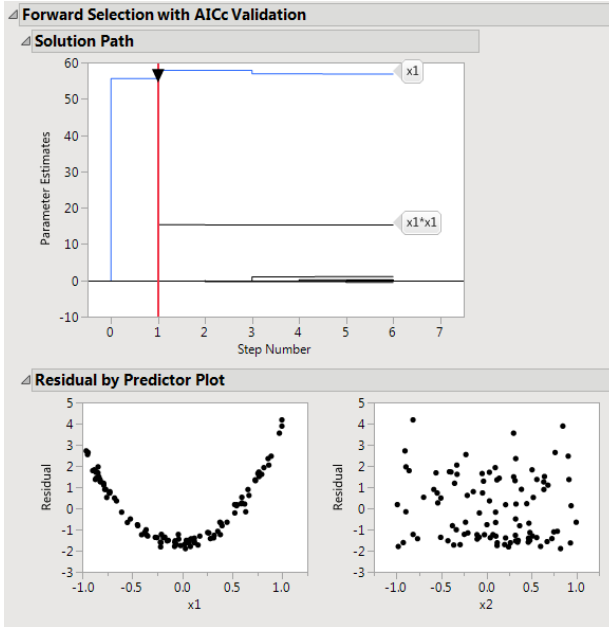 Forward Selection with AICc Validation
Solution Path
60
50
40
30
20
10
0
-10
Parameter Estimates
x1
x1*x1
0 1 2 3 4 5 6 7
Step Number
Residual by Predictor Plot
5
4
3
2
1
0
-1
-2
-3
Residual
-1.0 -0.5 0.0 0.5 1.0
x1
5
4
3
2
1
0
-1
-2
-3
Residual
-1.0 -0.5 0.0 0.5 1.0
x2